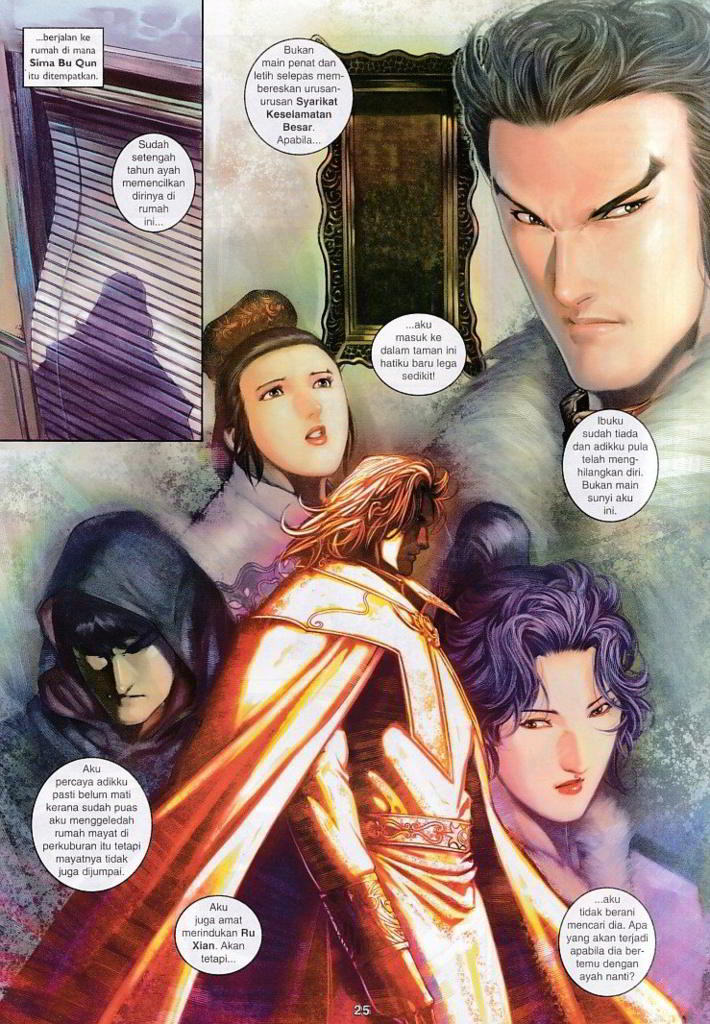 ...berjalan ke
rumah di mana
Sima Bu Qun
itu ditempatkan.
Sudah
setengah
tahun ayah
memencilkan
dirinya di
rumah
ini...
Bukan
main penat dan
letih selepas mem-
bereskan urusan-
urusan Syarikat
Keselamatan
Besar.
Apabila...
...aku
masuk ke
dalam taman ini
hatiku baru lega
sedikit!
Ibuku
sudah tiada
dan adikku pula
telah meng-
hilangkan diri.
Bukan main
sunyi aku
ini.
Aku
percaya adikku
pasti belum mati
kerana sudah puas
aku menggeledah
rumah mayat di
perkuburan itu tetapi
mayatnya tidak
juga dijumpai.
Aku
juga amat
merindukan Ru
Xian. Akan
tetapi...
...aku
tidak berani
mencari dia. Apa
yang akan terjadi
apabila dia ber-
temu dengan
ayah nanti?
25